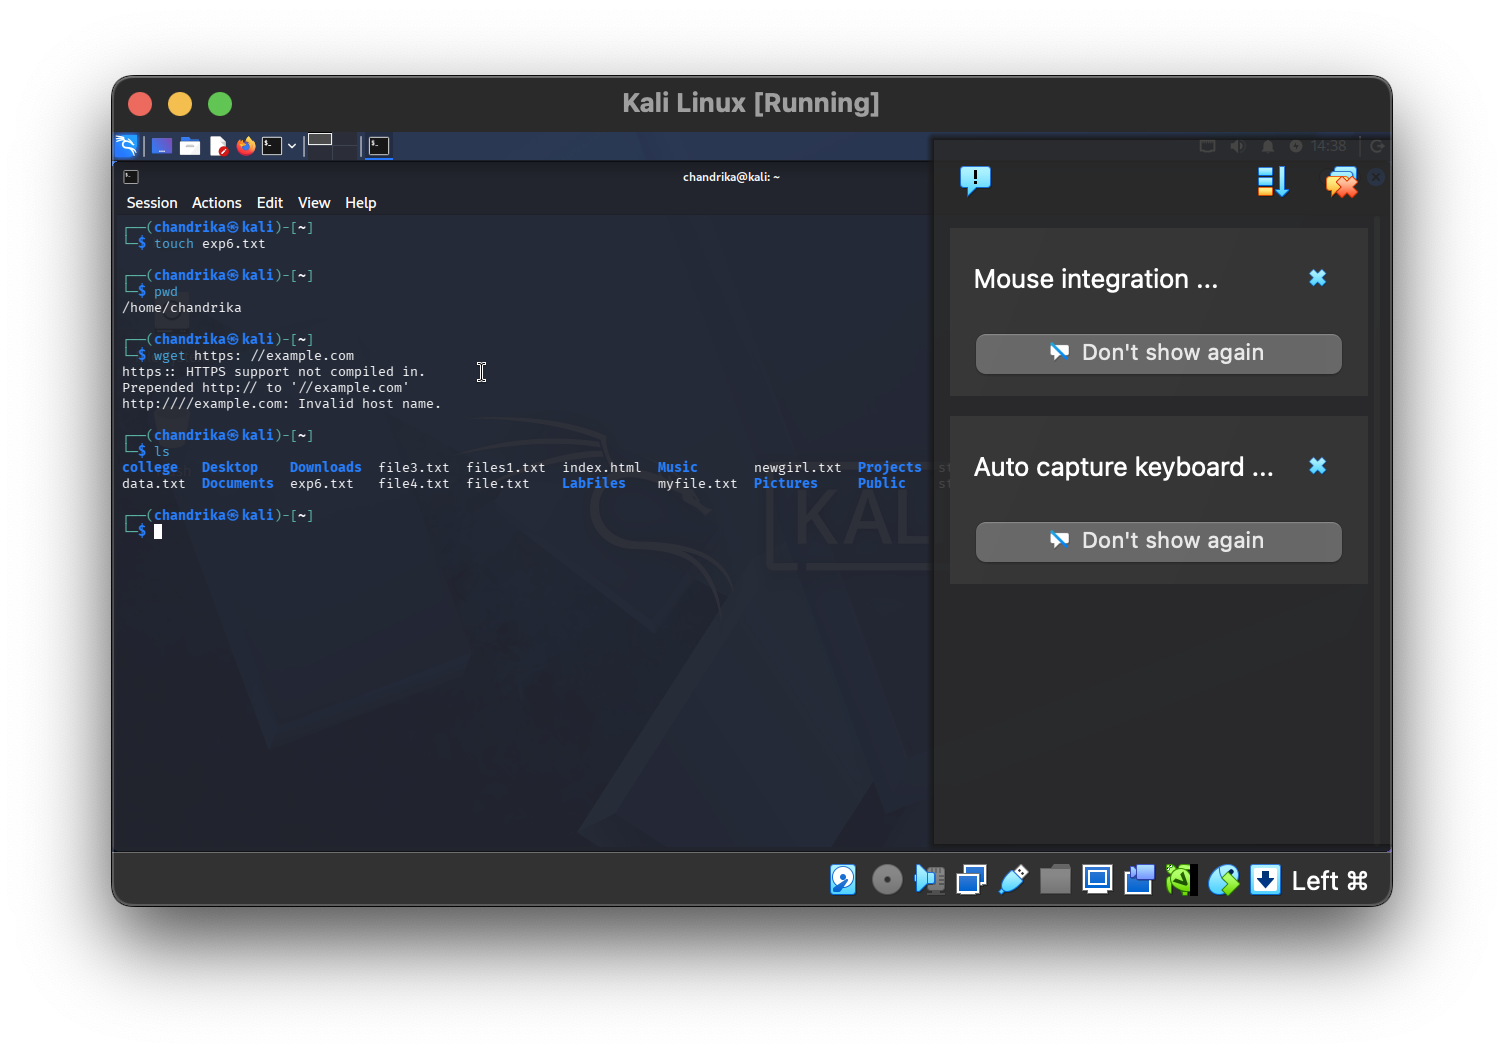 Kali Linux [Running]
14:38
chandrika@kali: ~
Session Actions Edit View Help
┌──(chandrika㉿kali)-[~]
└─$ touch exp6.txt
┌──(chandrika㉿kali)-[~]
└─$ pwd
/home/chandrika
┌──(chandrika㉿kali)-[~]
└─$ wget https: //example.com
https:: HTTPS support not compiled in.
Prepended http:// to '//example.com'
http:////example.com: Invalid host name.
┌──(chandrika㉿kali)-[~]
└─$ ls
college Desktop Downloads file3.txt files1.txt index.html Music newgirl.txt Projects st
data.txt Documents exp6.txt file4.txt file.txt LabFiles myfile.txt Pictures Public st
┌──(chandrika㉿kali)-[~]
└─$
KAL
Mouse integration ...
Don't show again
Auto capture keyboard ...
Don't show again
Left ⌘